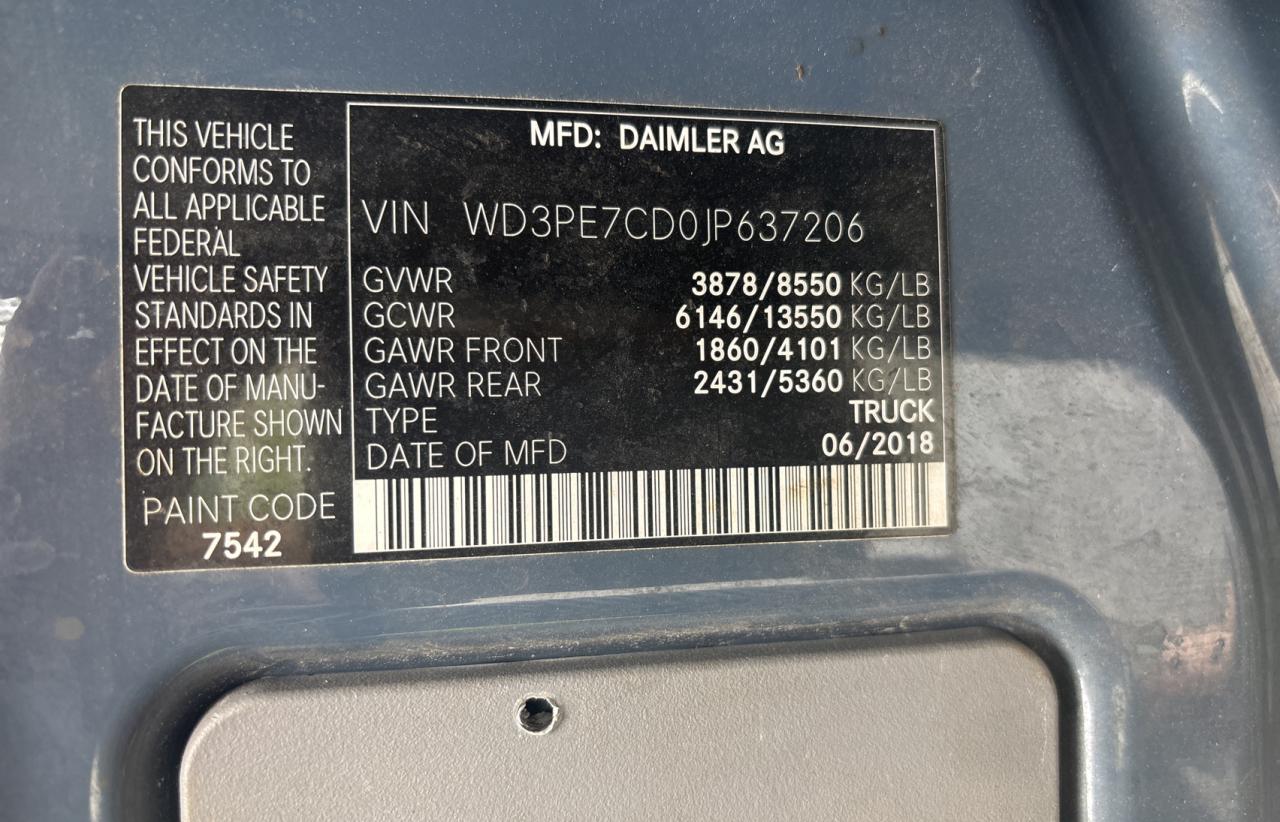 THIS VEHICLE
CONFORMS TO
ALL APPLICABLE
FEDERAL
VEHICLE SAFETY
STANDARDS IN
EFFECT ON THE
DATE OF MANU-
FACTURE SHOWN
ON THE RIGHT.
PAINT CODE
7542
MFD: DAIMLER AG
VIN WD3PE7CD0JP637206
GVWR 3878/8550 KG/LB
GCWR 6146/13550 KG/LB
GAWR FRONT 1860/4101 KG/LB
GAWR REAR 2431/5360 KG/LB
TYPE TRUCK
DATE OF MFD 06/2018